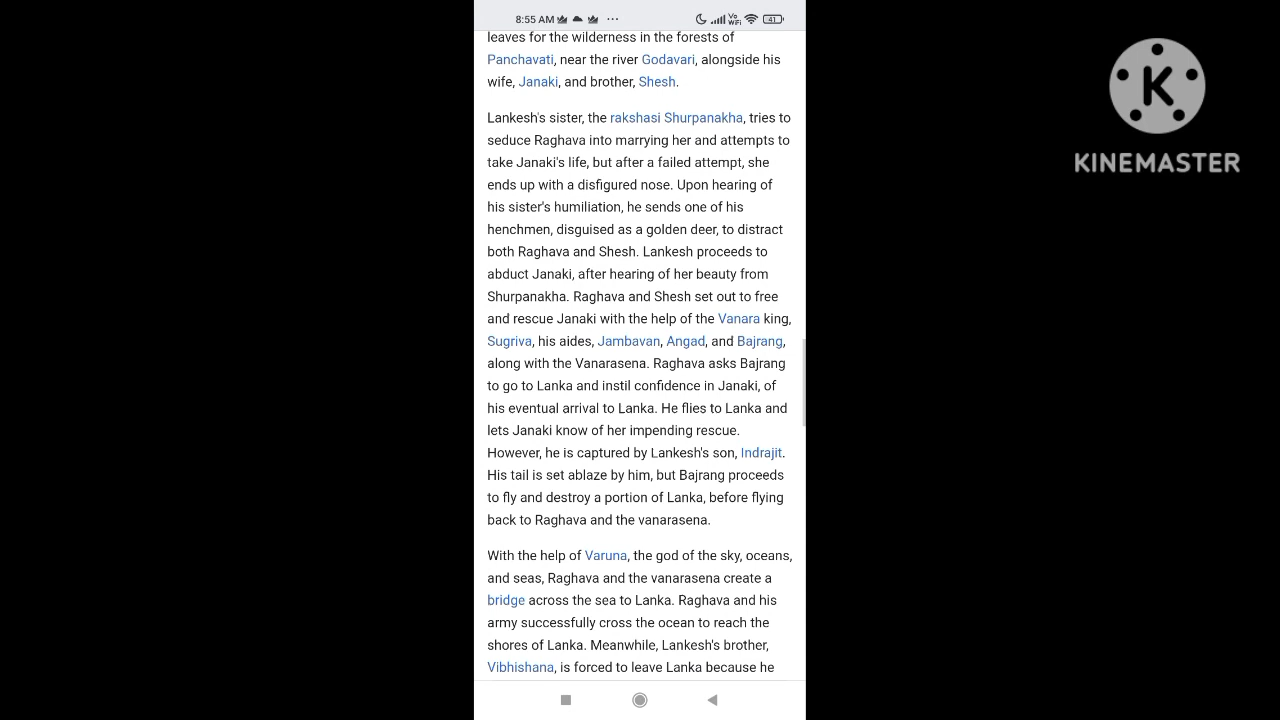 8:55 AM
Vo
WiFi
41
leaves for the wilderness in the forests of
Panchavati, near the river Godavari, alongside his
wife, Janaki, and brother, Shesh.
Lankesh's sister, the rakshasi Shurpanakha, tries to
seduce Raghava into marrying her and attempts to
take Janaki's life, but after a failed attempt, she
ends up with a disfigured nose. Upon hearing of
his sister's humiliation, he sends one of his
henchmen, disguised as a golden deer, to distract
both Raghava and Shesh. Lankesh proceeds to
abduct Janaki, after hearing of her beauty from
Shurpanakha. Raghava and Shesh set out to free
and rescue Janaki with the help of the Vanara king,
Sugriva, his aides, Jambavan, Angad, and Bajrang,
along with the Vanarasena. Raghava asks Bajrang
to go to Lanka and instil confidence in Janaki, of
his eventual arrival to Lanka. He flies to Lanka and
lets Janaki know of her impending rescue.
However, he is captured by Lankesh's son, Indrajit.
His tail is set ablaze by him, but Bajrang proceeds
to fly and destroy a portion of Lanka, before flying
back to Raghava and the vanarasena.
With the help of Varuna, the god of the sky, oceans,
and seas, Raghava and the vanarasena create a
bridge across the sea to Lanka. Raghava and his
army successfully cross the ocean to reach the
shores of Lanka. Meanwhile, Lankesh's brother,
Vibhishana, is forced to leave Lanka because he
K
KINEMASTER